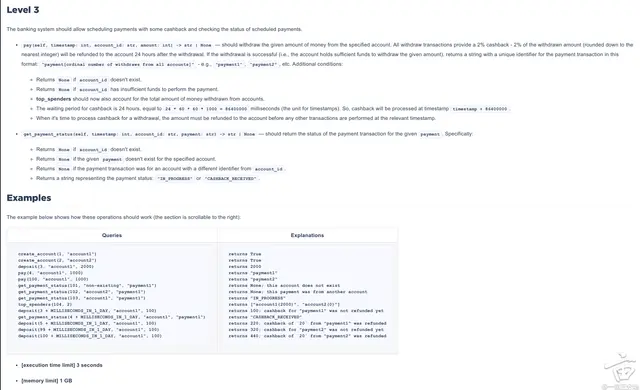 Level 3
The banking system should allow scheduling payments with some cashback and checking the status of scheduled payments.
• pay(self, timestamp: int, account_id: str, amount: int) -> str | None — should withdraw the given amount of money from the specified account. All withdraw transactions provide a 2% cashback - 2% of the withdrawn amount (rounded down to the
nearest integer) will be refunded to the account 24 hours after the withdrawal. If the withdrawal is successful (i.e., the account holds sufficient funds to withdraw the given amount), returns a string with a unique identifier for the payment transaction in this
format: "payment[ordinal number of withdraws from all accounts]" - e.g., "payment1", "payment2", etc. Additional conditions:
◦ Returns None if account_id doesn't exist.
◦ Returns None if account_id has insufficient funds to perform the payment.
◦ top_spenders should now also account for the total amount of money withdrawn from accounts.
◦ The waiting period for cashback is 24 hours, equal to 24 * 60 * 60 * 1000 = 86400000 milliseconds (the unit for timestamps). So, cashback will be processed at timestamp timestamp + 86400000.
◦ When it's time to process cashback for a withdrawal, the amount must be refunded to the account before any other transactions are performed at the relevant timestamp.
• get_payment_status(self, timestamp: int, account_id: str, payment: str) -> str | None — should return the status of the payment transaction for the given payment. Specifically:
◦ Returns None if account_id doesn't exist.
◦ Returns None if the given payment doesn't exist for the specified account.
◦ Returns None if the payment transaction was for an account with a different identifier from account_id.
◦ Returns a string representing the payment status: "IN_PROGRESS" or "CASHBACK_RECEIVED".
Examples
The example below shows how these operations should work (the section is scrollable to the right):
Queries Explanations
create_account(1, "account1") returns True
create_account(2, "account2") returns True
deposit(3, "account1", 2000) returns 2000
pay(4, "account1", 1000) returns "payment1"
pay(100, "account1", 1000) returns "payment2"
get_payment_status(101, "non-existing", "payment1") returns None: this account does not exist
get_payment_status(102, "account2", "payment1") returns None: this payment was from another account
get_payment_status(103, "account1", "payment1") returns "IN_PROGRESS"
top_spenders(104, 2) returns ["account1(2000)", "account2(0)"]
deposit(3 + MILLISECONDS_IN_1_DAY, "account1", 100) returns 100: cashback for "payment1" was not refunded yet
get_payment_status(4 + MILLISECONDS_IN_1_DAY, "account1", "payment1") returns "CASHBACK_RECEIVED"
deposit(5 + MILLISECONDS_IN_1_DAY, "account1", 100) returns 220: cashback of `20` from "payment1" was refunded
deposit(99 + MILLISECONDS_IN_1_DAY, "account1", 100) returns 320: cashback for "payment2" was not refunded yet
deposit(100 + MILLISECONDS_IN_1_DAY, "account1", 100) returns 440: cashback of `20` from "payment2" was refunded
• [execution time limit] 3 seconds
• [memory limit] 1 GB